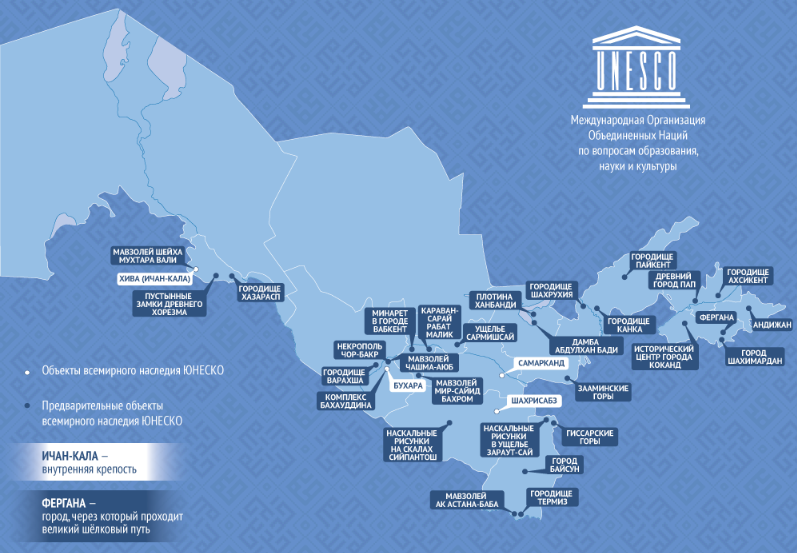 UNESCO
Международная Организация
Объединенных Наций
по вопросам образования,
науки и культуры
МАВЗОЛЕЙ ШЕЙХА
МУХТАРА ВАЛИ
ХИВА (ИЧАН-КАЛА)
ПУСТЫННЫЕ
ЗАМКИ ДРЕВНЕГО
ХОРЕЗМА
ГОРОДИЩЕ
ХАЗАРАСП
ГОРОДИЩЕ
ПАЙКЕНТ
ДРЕВНИЙ
ГОРОД ПАП
ГОРОДИЩЕ
АХСИКЕНТ
ПЛОТИНА
ХАНБАНДИ
ГОРОДИЩЕ
ШАХРУХИЯ
МИНАРЕТ
В ГОРОДЕ
ВАБКЕНТ
КАРАВАН-
САРАЙ
РАБАТ
МАЛИК
УЩЕЛЬЕ
САРМИШСАЙ
ГОРОДИЩЕ
КАНКА
ФЕРГАНА
АНДИЖАН
НЕКРОПОЛЬ
ЧОР-БАКР
МАВЗОЛЕЙ
ЧАШМА-АЮБ
САМАРКАНД
ДАМБА
АБДУЛХАН БАДИ
ИСТОРИЧЕСКИЙ
ЦЕНТР ГОРОДА
КОКАНД
ГОРОД
ШАХИМАРДАН
ГОРОДИЩЕ
ВАРАХША
БУХАРА
МАВЗОЛЕЙ
МИР-САЙИД
БАХРОМ
ЗААМИНСКИЕ
ГОРЫ
КОМПЛЕКС
БАХАУДДИНА
ШАХРИСАБЗ
НАСКАЛЬНЫЕ
РИСУНКИ
НА СКАЛАХ
СИЙПАНТОШ
НАСКАЛЬНЫЕ
РИСУНКИ
В УЩЕЛЬЕ
ЗАРАУТ-САЙ
ГИССАРСКИЕ
ГОРЫ
ГОРОД
БАЙСУН
МАВЗОЛЕЙ
АК АСТАНА-БАБА
ГОРОДИЩЕ
ТЕРМИЗ
Объекты всемирного наследия ЮНЕСКО
Предварительные объекты
всемирного наследия ЮНЕСКО
ИЧАН-КАЛА —
внутренняя крепость
ФЕРГАНА —
город, через который проходит
великий шёлковый путь